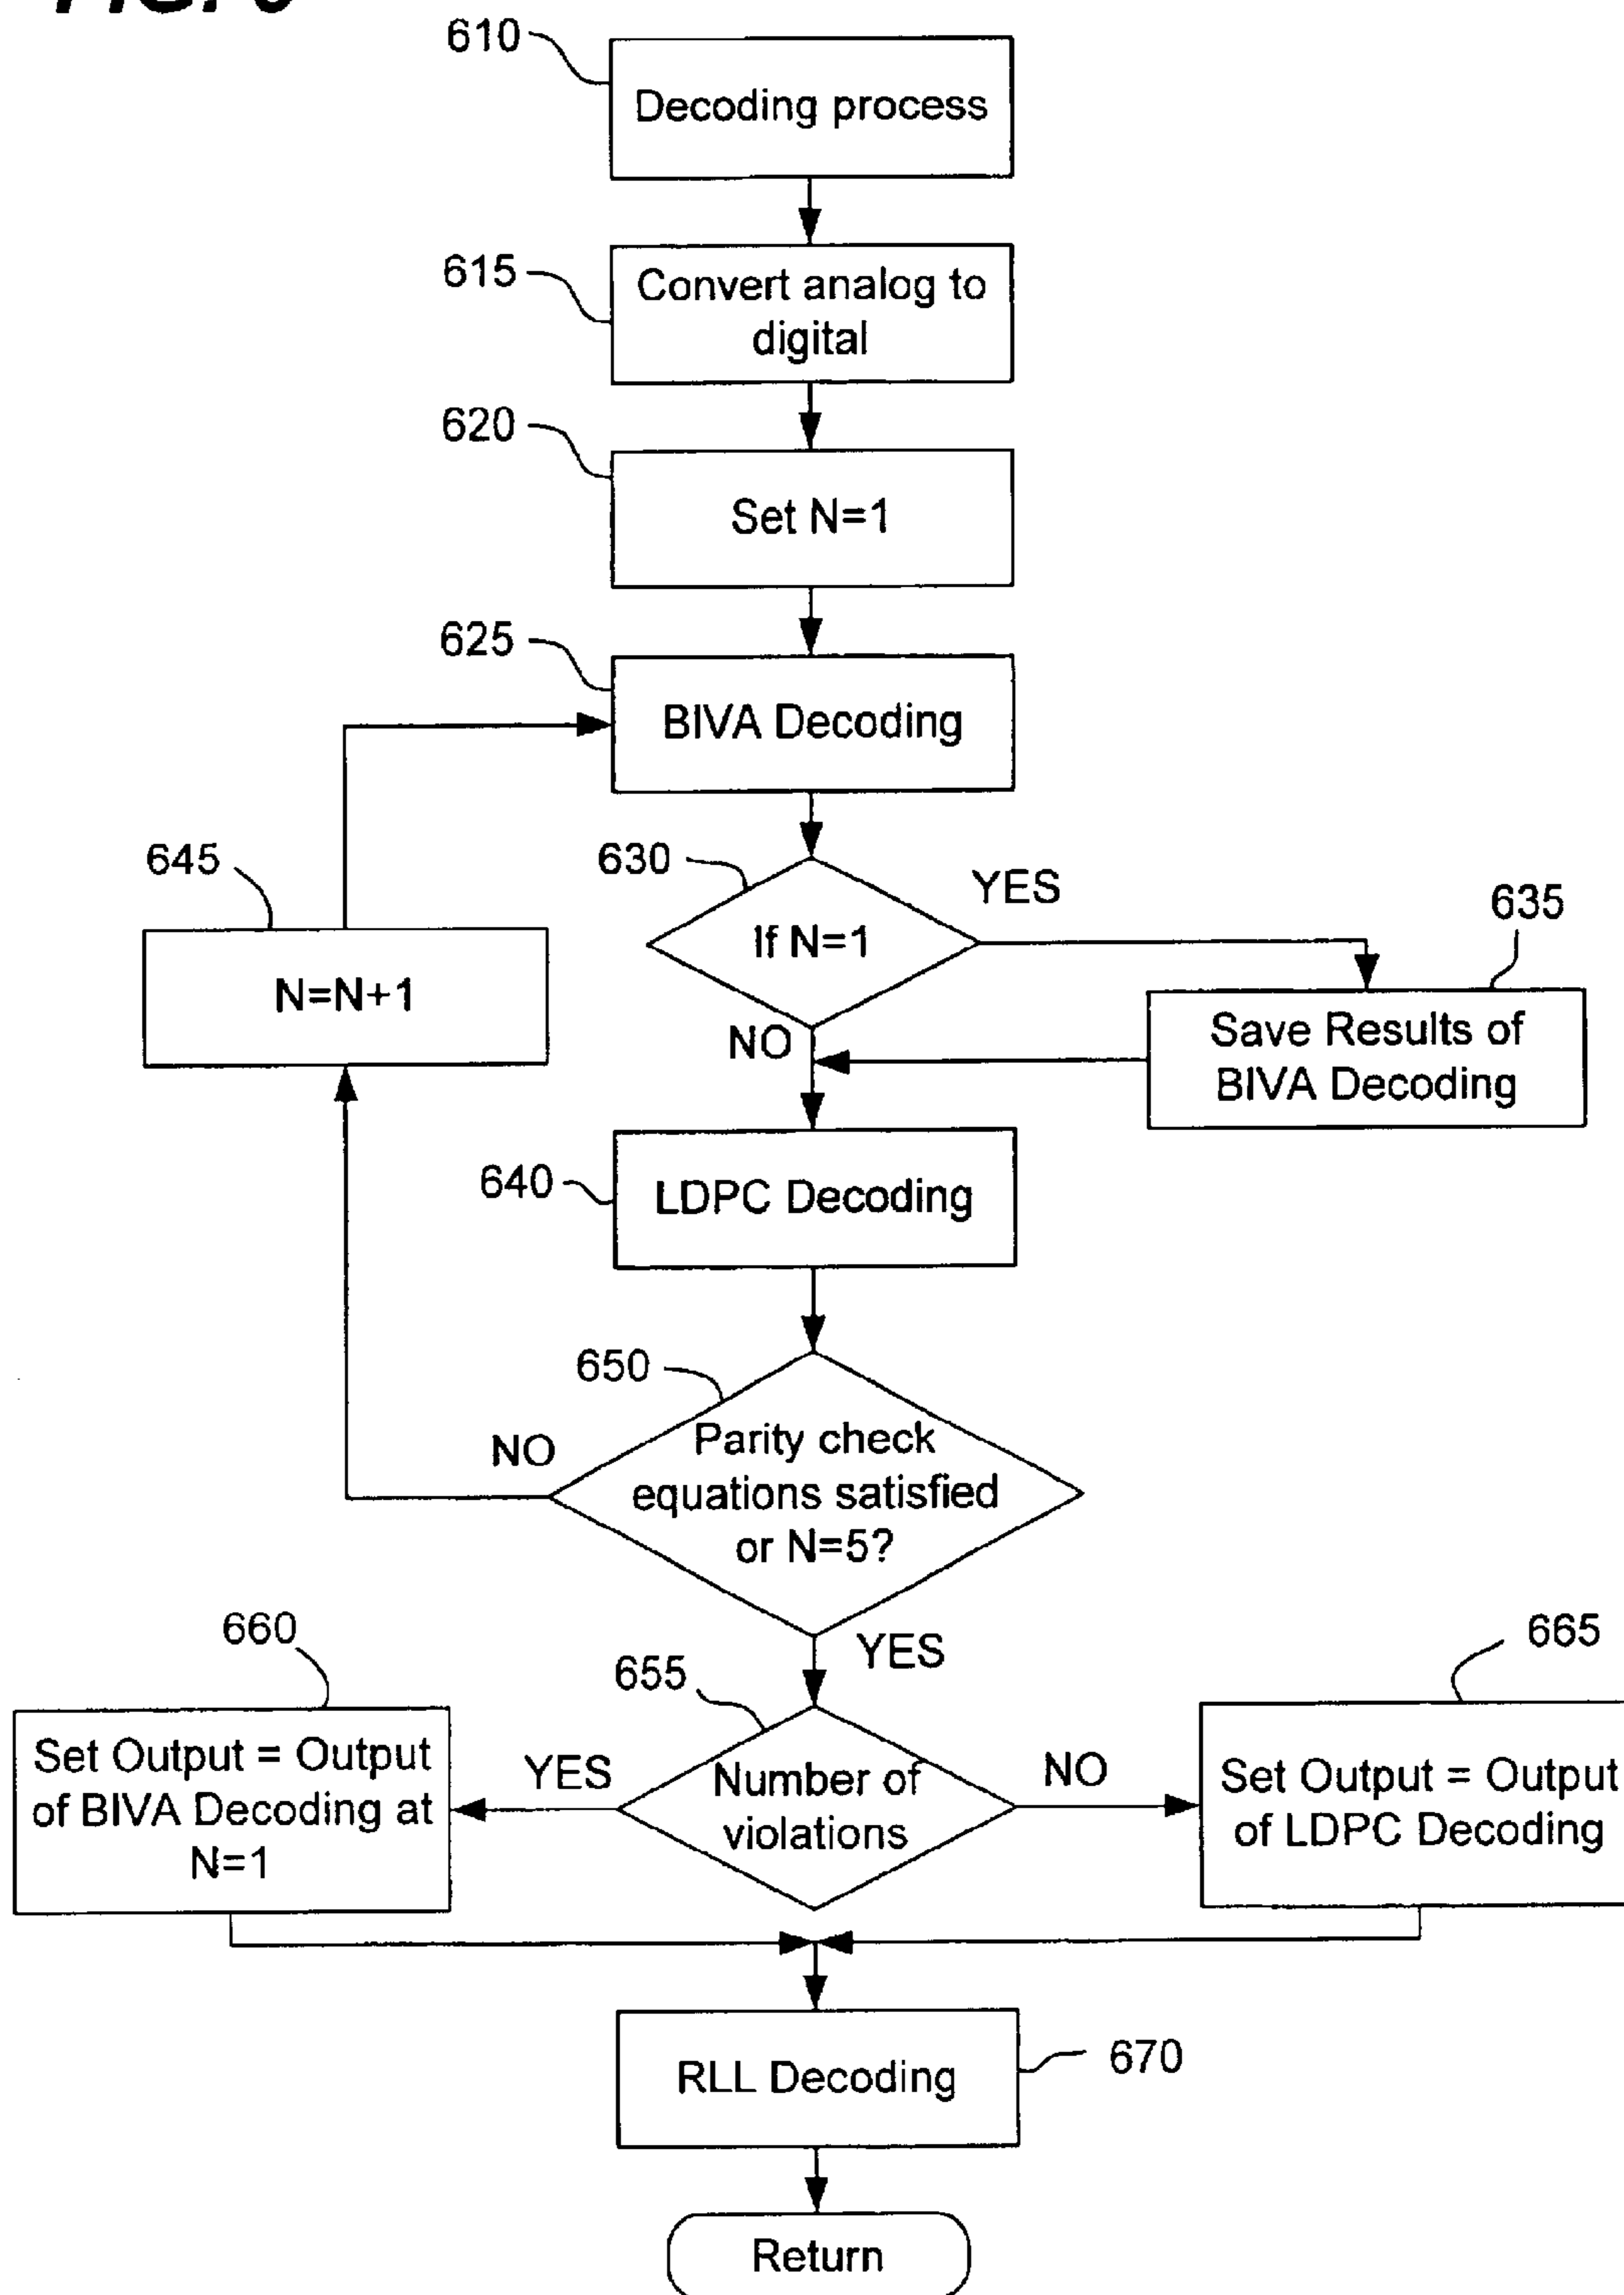 610
Decoding process
615
Convert analog to
digital
620
Set N=1
625
BIVA Decoding
645
630
YES
635
If N=1
N=N+1
NO
Save Results of
BIVA Decoding
640
LDPC Decoding
650
NO
Parity check
equations satisfied
or N=5?
660
YES
665
655
Set Output = Output
of BIVA Decoding at
N=1
YES
Number of
violations
NO
Set Output = Output
of LDPC Decoding
RLL Decoding
670
Return